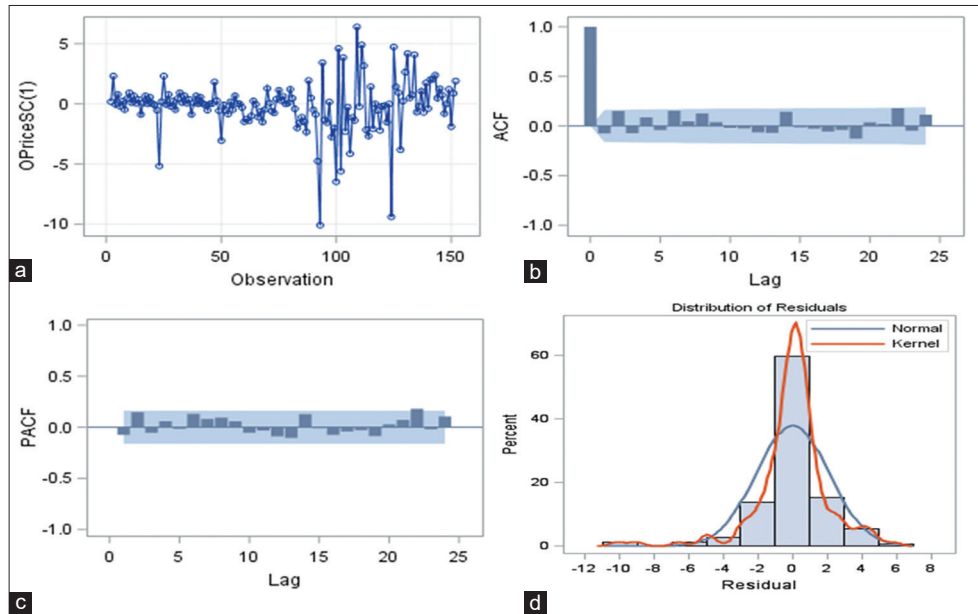 5
0
-5
-10
OPriceSC(1)
0 50 100 150
Observation
a
1.0
0.5
0.0
-0.5
-1.0
ACF
0 5 10 15 20 25
Lag
b
1.0
0.5
0.0
-0.5
-1.0
PACF
0 5 10 15 20 25
Lag
c
Distribution of Residuals
Normal
Kernel
60
40
20
0
Percent
-12 -10 -8 -6 -4 -2 0 2 4 6 8
Residual
d